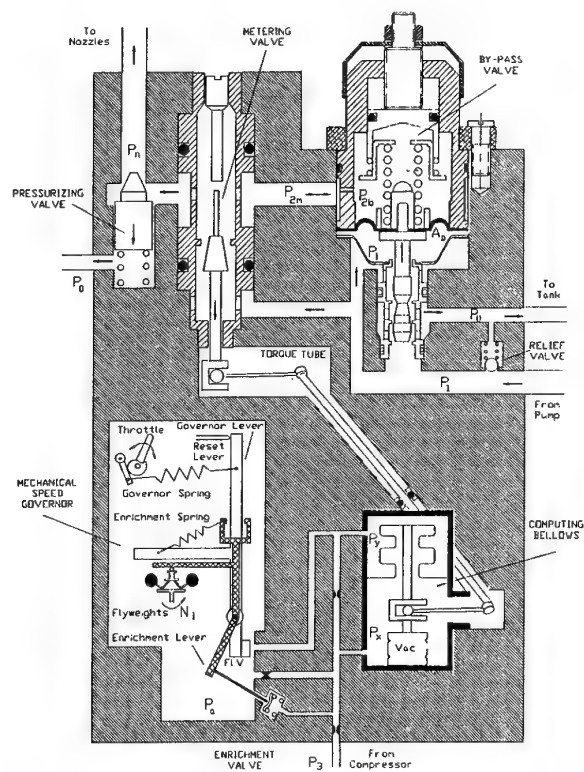 To
Nozzles
METERING
VALVE
BY-PASS
VALVE
Pn
PRESSURIZING
VALVE
P2m
P2b
P1
To
Tank
P0
P0
RELIEF
VALVE
TORQUE TUBE
P1
From
Pump
Throttle
Governor Lever
Reset
Lever
MECHANICAL
SPEED
GOVERNOR
Governor Spring
Enrichment Spring
COMPUTING
BELLOWS
Py
Flyweights
N1
Enrichment Lever
Px
Vac
Pa
ENRICHMENT
VALVE
P3
From
Compressor